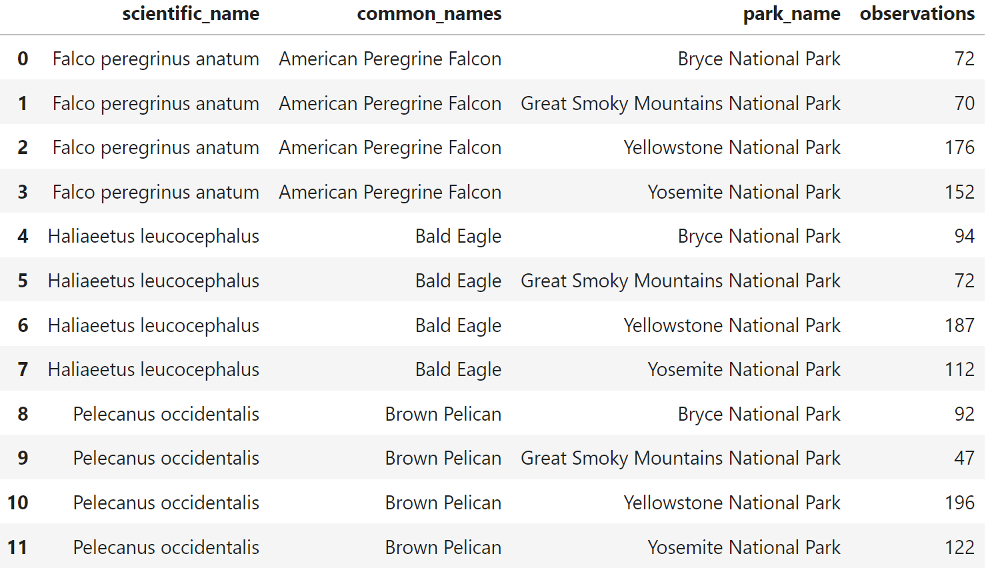 scientific_name common_names park_name observations
0 Falco peregrinus anatum American Peregrine Falcon Bryce National Park 72
1 Falco peregrinus anatum American Peregrine Falcon Great Smoky Mountains National Park 70
2 Falco peregrinus anatum American Peregrine Falcon Yellowstone National Park 176
3 Falco peregrinus anatum American Peregrine Falcon Yosemite National Park 152
4 Haliaeetus leucocephalus Bald Eagle Bryce National Park 94
5 Haliaeetus leucocephalus Bald Eagle Great Smoky Mountains National Park 72
6 Haliaeetus leucocephalus Bald Eagle Yellowstone National Park 187
7 Haliaeetus leucocephalus Bald Eagle Yosemite National Park 112
8 Pelecanus occidentalis Brown Pelican Bryce National Park 92
9 Pelecanus occidentalis Brown Pelican Great Smoky Mountains National Park 47
10 Pelecanus occidentalis Brown Pelican Yellowstone National Park 196
11 Pelecanus occidentalis Brown Pelican Yosemite National Park 122